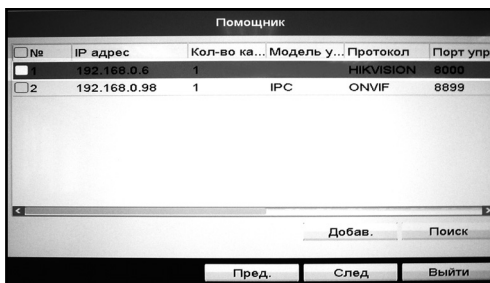 Помощник
№ IP адрес Кол-во ка... Модель у... Протокол Порт упр
1 192.168.0.6 1 HIKVISION 8000
2 192.168.0.98 1 IPC ONVIF 8899
Добав. Поиск
Пред. След Выйти